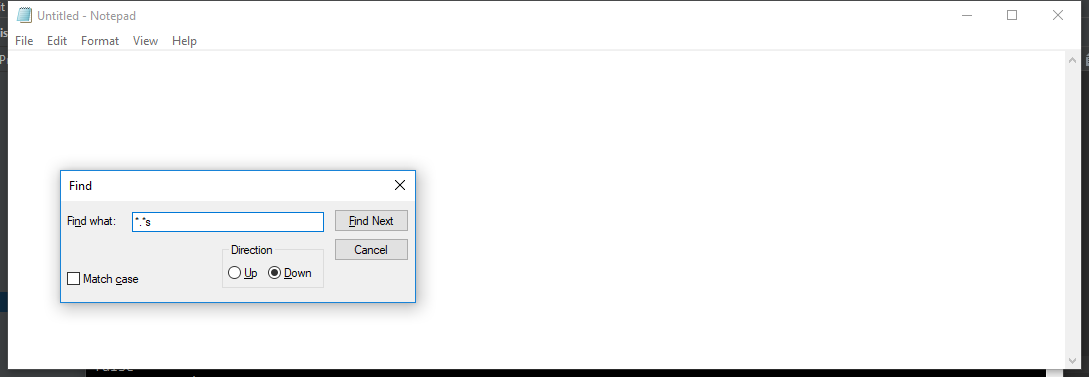 Untitled - Notepad
File Edit Format View Help
Find
Find what: *.*s Find Next
Direction Cancel
Up Down
Match case